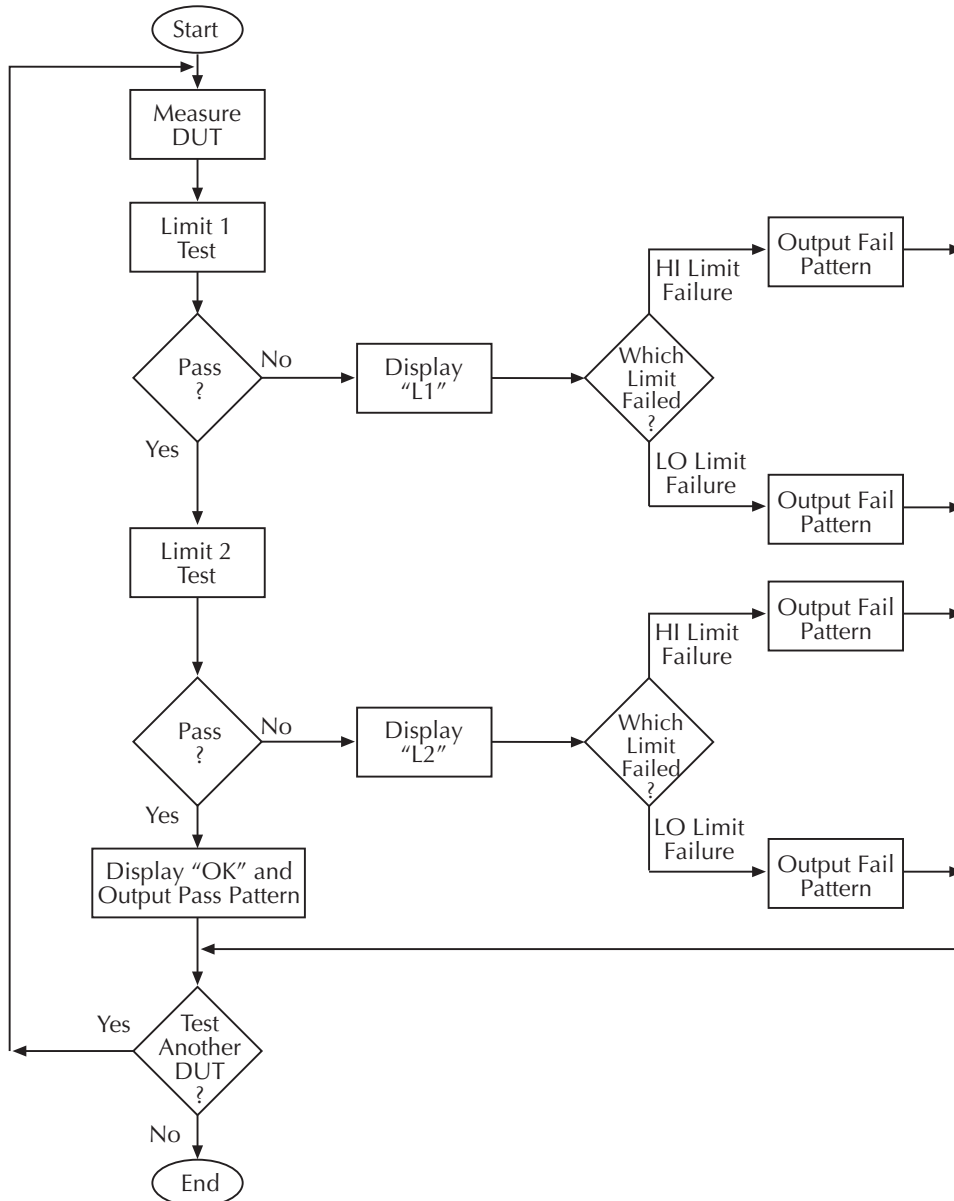 Start
Measure
DUT
Limit 1
Test
Pass
?
No
Yes
Display
“L1”
Which
Limit
Failed
?
HI Limit
Failure
Output Fail
Pattern
LO Limit
Failure
Output Fail
Pattern
Limit 2
Test
Pass
?
No
Yes
Display
“L2”
Which
Limit
Failed
?
HI Limit
Failure
Output Fail
Pattern
LO Limit
Failure
Output Fail
Pattern
Display “OK” and
Output Pass Pattern
Test
Another
DUT
?
Yes
No
End